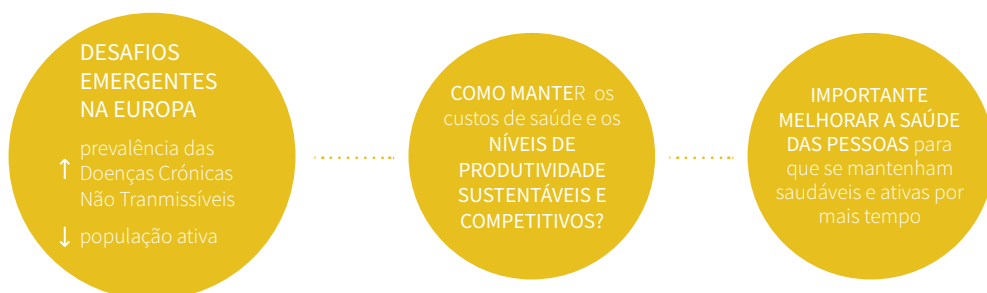 DESAFIOS
EMERGENTES
NA EUROPA
↑ prevalência das
Doenças Crónicas
Não Tranmissíveis
↓ população ativa
COMO MANTER os
custos de saúde e os
NÍVEIS DE
PRODUTIVIDADE
SUSTENTÁVEIS E
COMPETITIVOS?
IMPORTANTE
MELHORAR A SAÚDE
DAS PESSOAS para
que se mantenham
saudáveis e ativas por
mais tempo